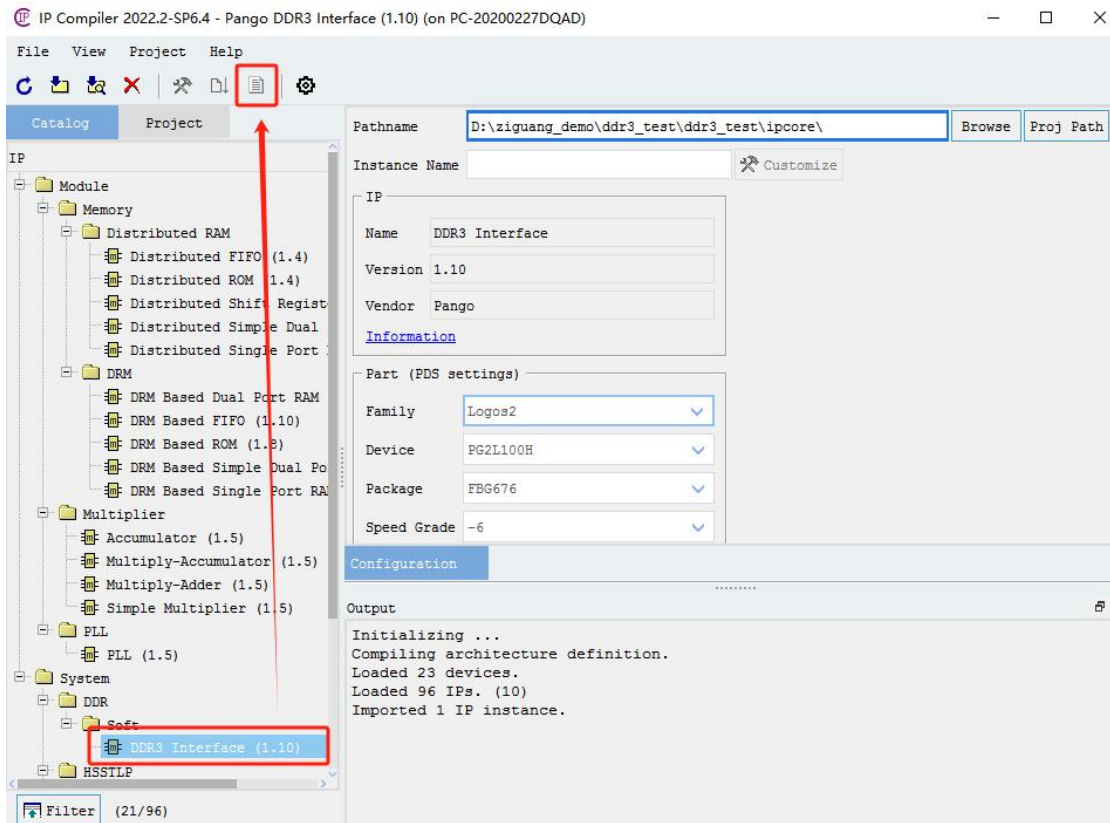 IP Compiler 2022.2-SP6.4 - Pango DDR3 Interface (1.10) (on PC-20200227DQAD)
File View Project Help
Catalog Project
IP
Module
Memory
Distributed RAM
Distributed FIFO (1.4)
Distributed ROM (1.4)
Distributed Shift Regist
Distributed Simple Dual
Distributed Single Port
DRM
DRM Based Dual Port RAM
DRM Based FIFO (1.10)
DRM Based ROM (1.8)
DRM Based Simple Dual Po
DRM Based Single Port RA
Multiplier
Accumulator (1.5)
Multiply-Accumulator (1.5)
Multiply-Adder (1.5)
Simple Multiplier (1.5)
PLL
PLL (1.5)
System
DDR
Soft
DDR3 Interface (1.10)
HSSTLP
Filter (21/96)
Pathname D:\ziguang_demo\ddr3_test\ddr3_test\ipcore\ Browse Proj Path
Instance Name Customize
IP
Name DDR3 Interface
Version 1.10
Vendor Pango
Information
Part (PDS settings)
Family Logos2
Device PG2L100H
Package FBG676
Speed Grade -6
Configuration
Output
Initializing ...
Compiling architecture definition.
Loaded 23 devices.
Loaded 96 IPs. (10)
Imported 1 IP instance.